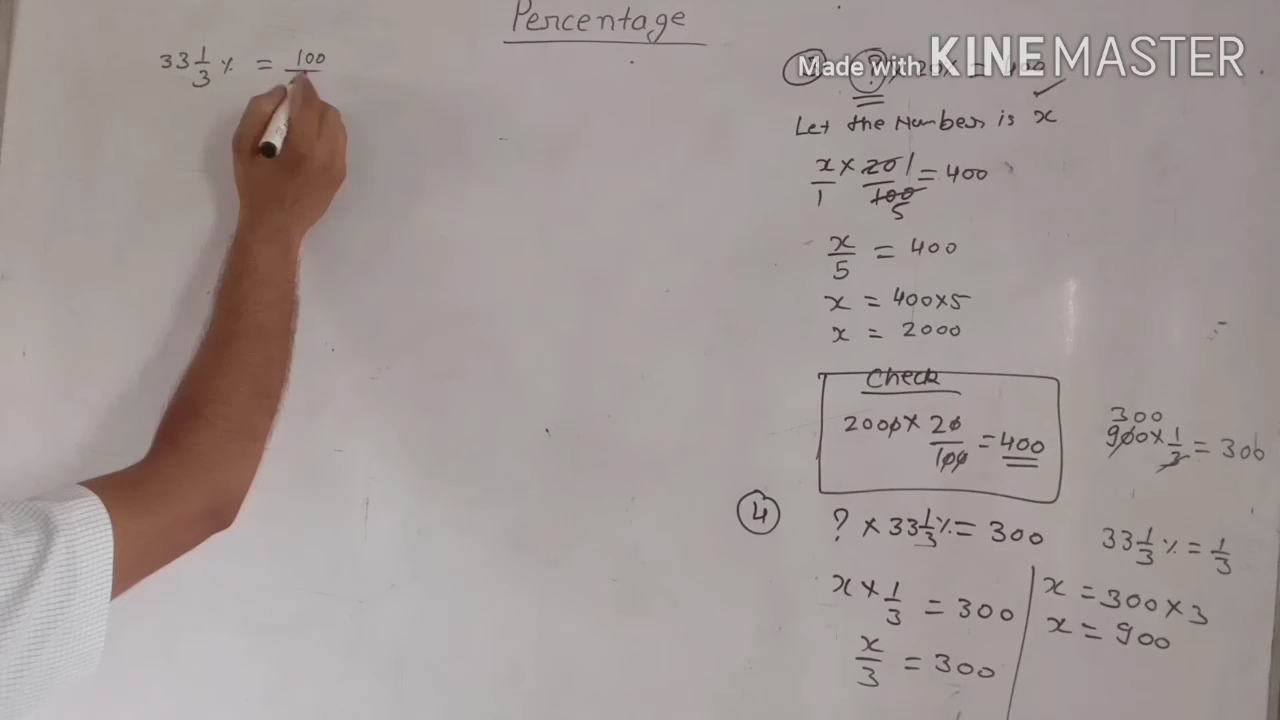 Percentage
33 1/3 % = 100
Made with KINEMASTER
20% = 400
Let the Number is x
x/1 × 20/100 1/5 = 400
x/5 = 400
x = 400×5
x = 2000
Check
2000 × 20/100 = 400
300
900 × 1/3 = 300
4 ? × 33 1/3 % = 300
33 1/3 % = 1/3
x × 1/3 = 300
x/3 = 300
x = 300 × 3
x = 900